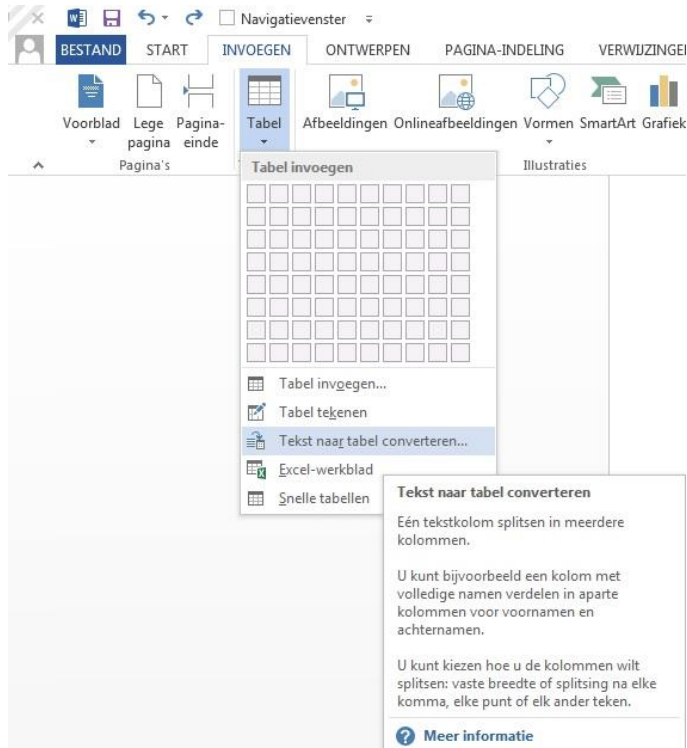 Navigatievenster
BESTAND START INVOEGEN ONTWERPEN PAGINA-INDELING
Voorblad Lege pagina Pagina-einde Tabel Afbeeldingen Onlineafbeeldingen Vormen SmartArt
Pagina's Illustraties
Tabel invoegen
Tabel invoegen...
Tabel tekenen
Tekst naar tabel converteren...
Excel-werkblad
Snelle tabellen
Tekst naar tabel converteren
Eén tekstkolom splitsen in meerdere
kolommen.
U kunt bijvoorbeeld een kolom met
volledige namen verdelen in aparte
kolommen voor voornamen en
achternamen.
U kunt kiezen hoe u de kolommen wilt
splitsen: vaste breedte of splitsing na elke
komma, elke punt of elk ander teken.
Meer informatie